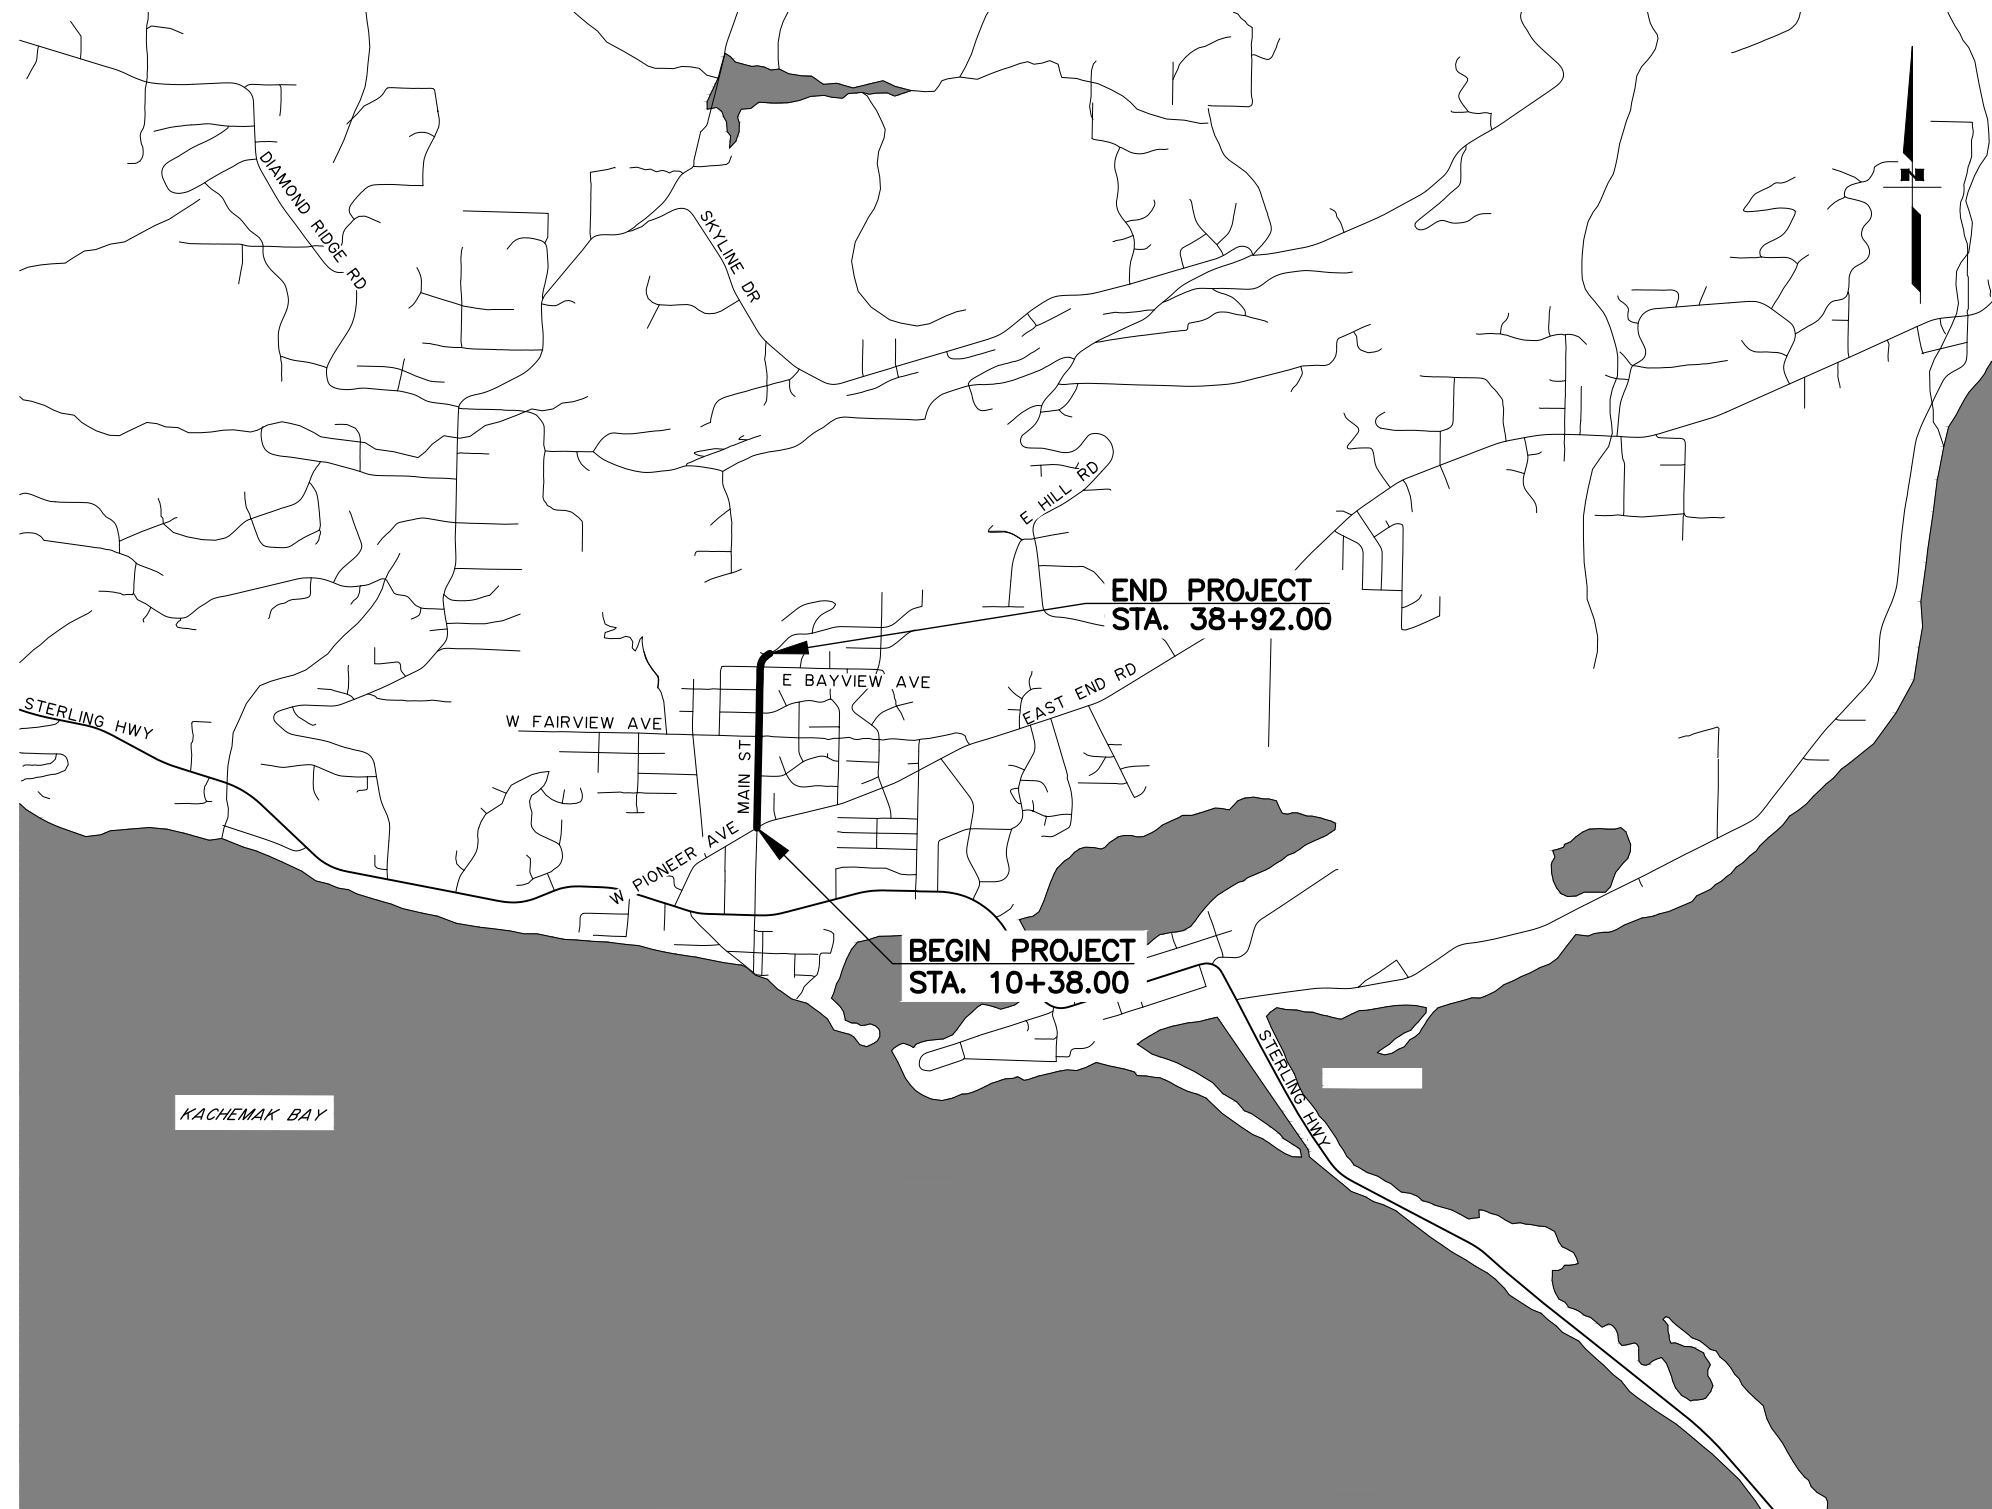 N
DIAMOND RIDGE RD
SKYLINE DR
E HILL RD
END PROJECT
STA. 38+92.00
E BAYVIEW AVE
EAST END RD
W FAIRVIEW AVE
STERLING HWY
MAIN ST
W PIONEER AVE
BEGIN PROJECT
STA. 10+38.00
STERLING HWY
KACHEMAK BAY